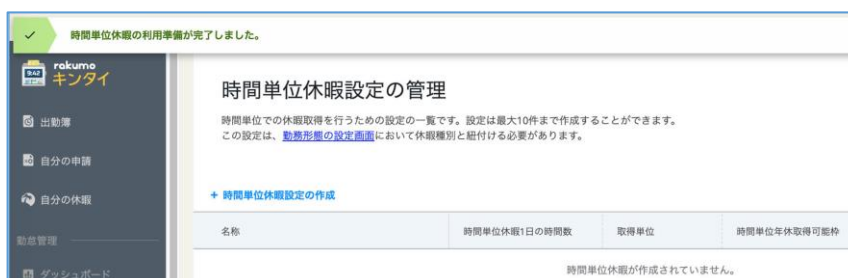 時間単位休暇の利用準備が完了しました。
rakumo
キンタイ
9:42
出勤簿
自分の申請
自分の休暇
勤怠管理
ダッシュボード
時間単位休暇設定の管理
時間単位での休暇取得を行うための設定の一覧です。設定は最大10件まで作成することができます。
この設定は、勤務形態の設定画面において休暇種別と紐付ける必要があります。
+ 時間単位休暇設定の作成
名称 時間単位休暇1日の時間数 取得単位 時間単位年休取得可能枠
時間単位休暇が作成されていません。